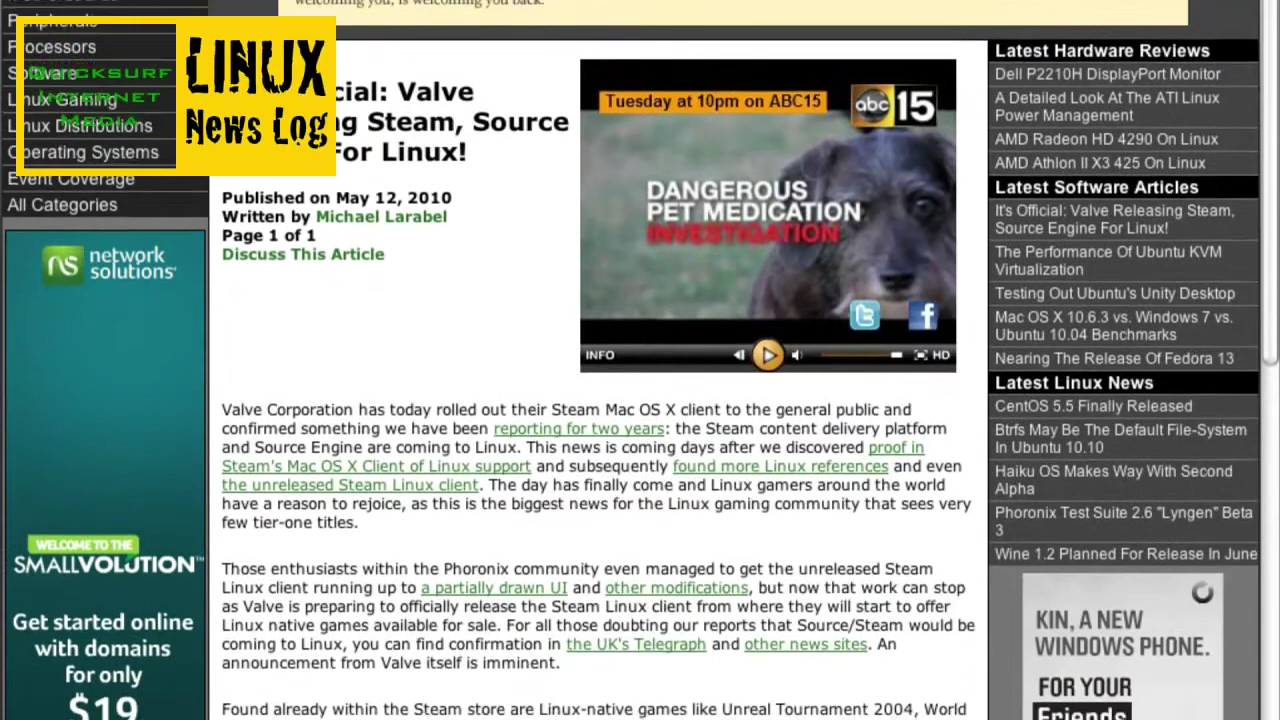 welcoming you, is welcoming you back.
Peripherals
Processors
Software
Linux Gaming
Linux Distributions
Operating Systems
Event Coverage
All Categories
Quicksurf
Internet
Media
LINUX
News Log
cial: Valve
ng Steam, Source
For Linux!
Published on May 12, 2010
Written by Michael Larabel
Page 1 of 1
Discuss This Article
Tuesday at 10pm on ABC15
abc 15
DANGEROUS
PET MEDICATION
INVESTIGATION
INFO
HD
network
solutions
WELCOME TO THE
SMALLVOLUTION™
Get started online
with domains
for only
$19
Valve Corporation has today rolled out their Steam Mac OS X client to the general public and
confirmed something we have been reporting for two years: the Steam content delivery platform
and Source Engine are coming to Linux. This news is coming days after we discovered proof in
Steam's Mac OS X Client of Linux support and subsequently found more Linux references and even
the unreleased Steam Linux client. The day has finally come and Linux gamers around the world
have a reason to rejoice, as this is the biggest news for the Linux gaming community that sees very
few tier-one titles.
Those enthusiasts within the Phoronix community even managed to get the unreleased Steam
Linux client running up to a partially drawn UI and other modifications, but now that work can stop
as Valve is preparing to officially release the Steam Linux client from where they will start to offer
Linux native games available for sale. For all those doubting our reports that Source/Steam would be
coming to Linux, you can find confirmation in the UK's Telegraph and other news sites. An
announcement from Valve itself is imminent.
Found already within the Steam store are Linux-native games like Unreal Tournament 2004, World
Latest Hardware Reviews
Dell P2210H DisplayPort Monitor
A Detailed Look At The ATI Linux
Power Management
AMD Radeon HD 4290 On Linux
AMD Athlon II X3 425 On Linux
Latest Software Articles
It's Official: Valve Releasing Steam,
Source Engine For Linux!
The Performance Of Ubuntu KVM
Virtualization
Testing Out Ubuntu's Unity Desktop
Mac OS X 10.6.3 vs. Windows 7 vs.
Ubuntu 10.04 Benchmarks
Nearing The Release Of Fedora 13
Latest Linux News
CentOS 5.5 Finally Released
Btrfs May Be The Default File-System
In Ubuntu 10.10
Haiku OS Makes Way With Second
Alpha
Phoronix Test Suite 2.6 "Lyngen" Beta
3
Wine 1.2 Planned For Release In June
KIN, A NEW
WINDOWS PHONE.
FOR YOUR
Friends